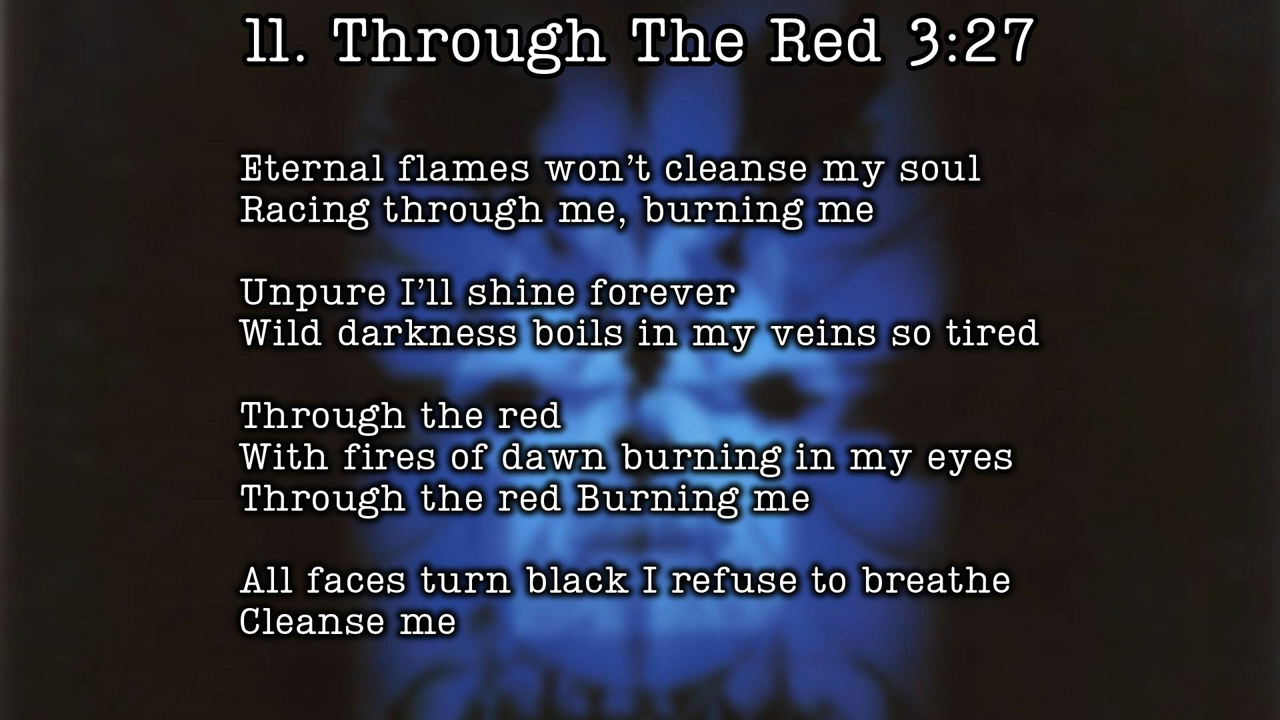 11. Through The Red 3:27
Eternal flames won’t cleanse my soul
Racing through me, burning me
Unpure I’ll shine forever
Wild darkness boils in my veins so tired
Through the red
With fires of dawn burning in my eyes
Through the red Burning me
All faces turn black I refuse to breathe
Cleanse me